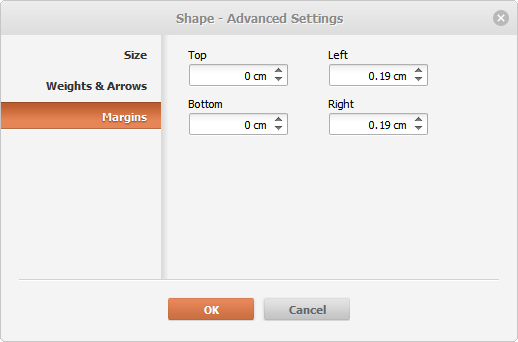 Shape - Advanced Settings
Size
Weights & Arrows
Margins
Top
Left
0 cm
0.19 cm
Bottom
Right
0 cm
0.19 cm
OK
Cancel